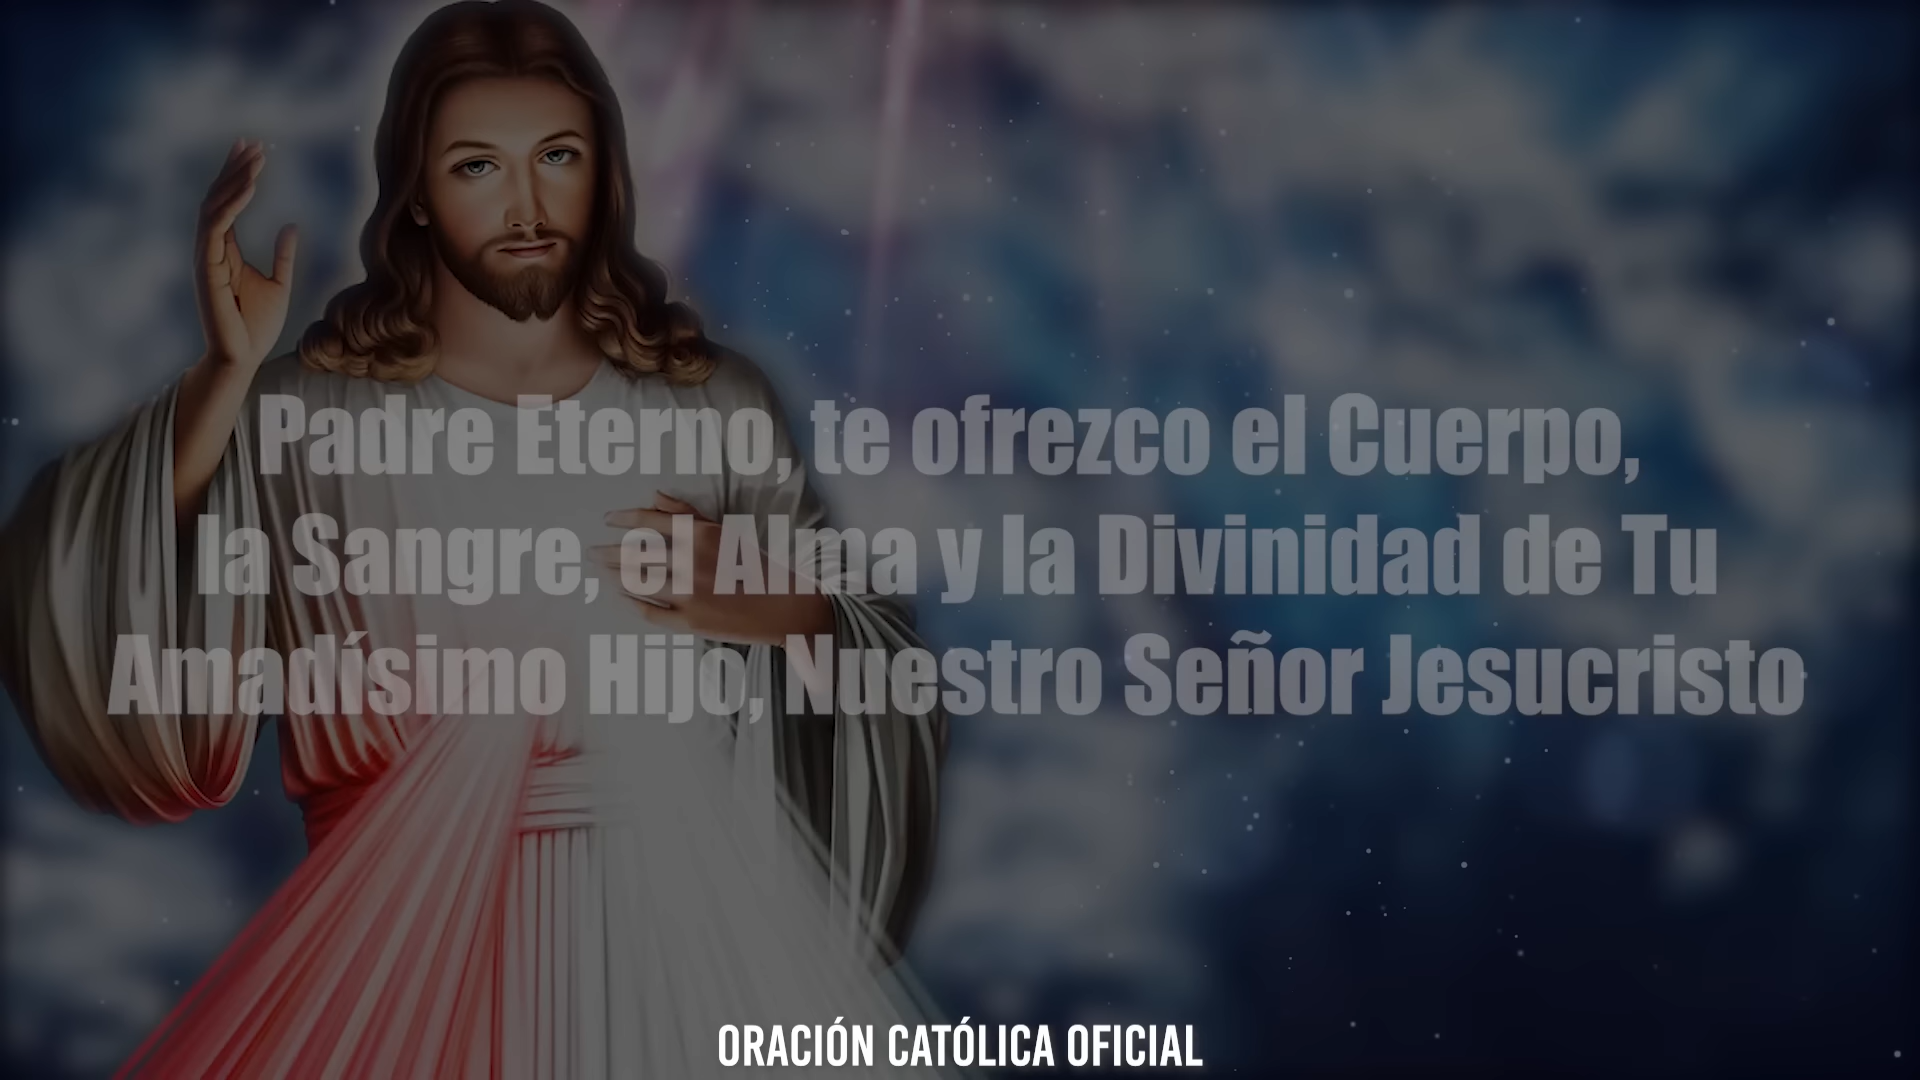 Padre Eterno, te ofrezco el Cuerpo,
la Sangre, el Alma y la Divinidad de Tu
Amadísimo Hijo, Nuestro Señor Jesucristo
ORACIÓN CATÓLICA OFICIAL